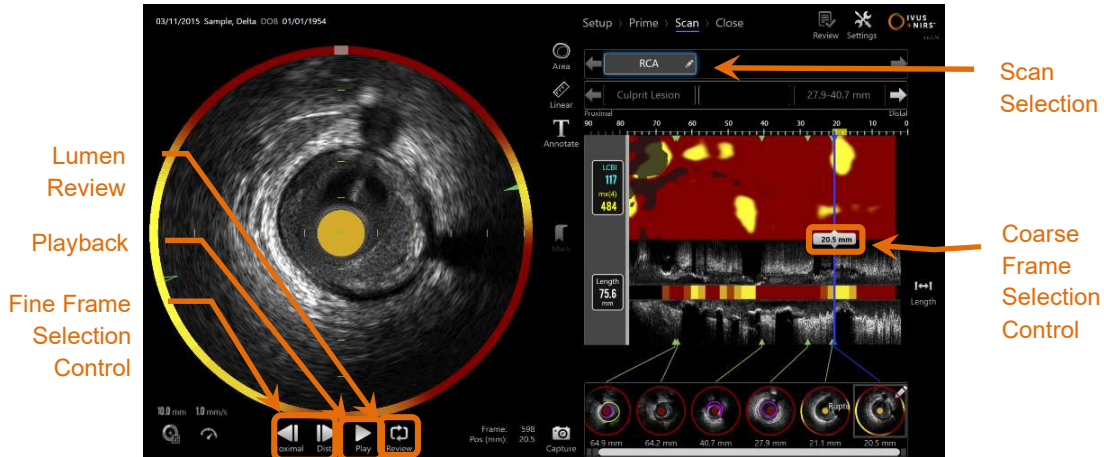 03/11/2015 Sample, Delta DOB 01/01/1954
Setup > Prime > Scan > Close
Review
Settings
IVUS
+NIRS
Area
Linear
Annotate
Mark
RCA
Culprit Lesion
27.9-40.7 mm
Proximal
Distal
90 80 70 60 50 40 30 20 10 0
LCBI
117
mx(4)
484
20.5 mm
Length
75.6
mm
Length
Scan
Selection
Coarse
Frame
Selection
Control
Lumen
Review
Playback
Fine Frame
Selection
Control
10.0 mm 1.0 mm/s
roximal
Dist
Play
Review
Frame: 598
Pos (mm): 20.5
Capture
Ruptu
64.9 mm
64.2 mm
40.7 mm
27.9 mm
21.1 mm
20.5 mm